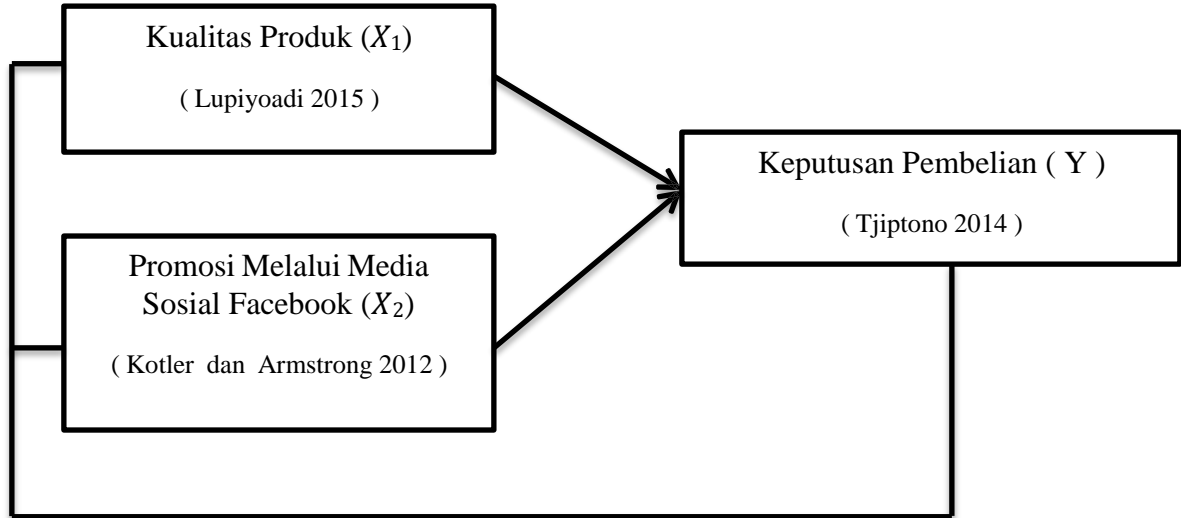 Kualitas Produk (𝑋₁)
( Lupiyoadi 2015 )
Promosi Melalui Media
Sosial Facebook (𝑋₂)
( Kotler dan Armstrong 2012 )
Keputusan Pembelian ( Y )
( Tjiptono 2014 )